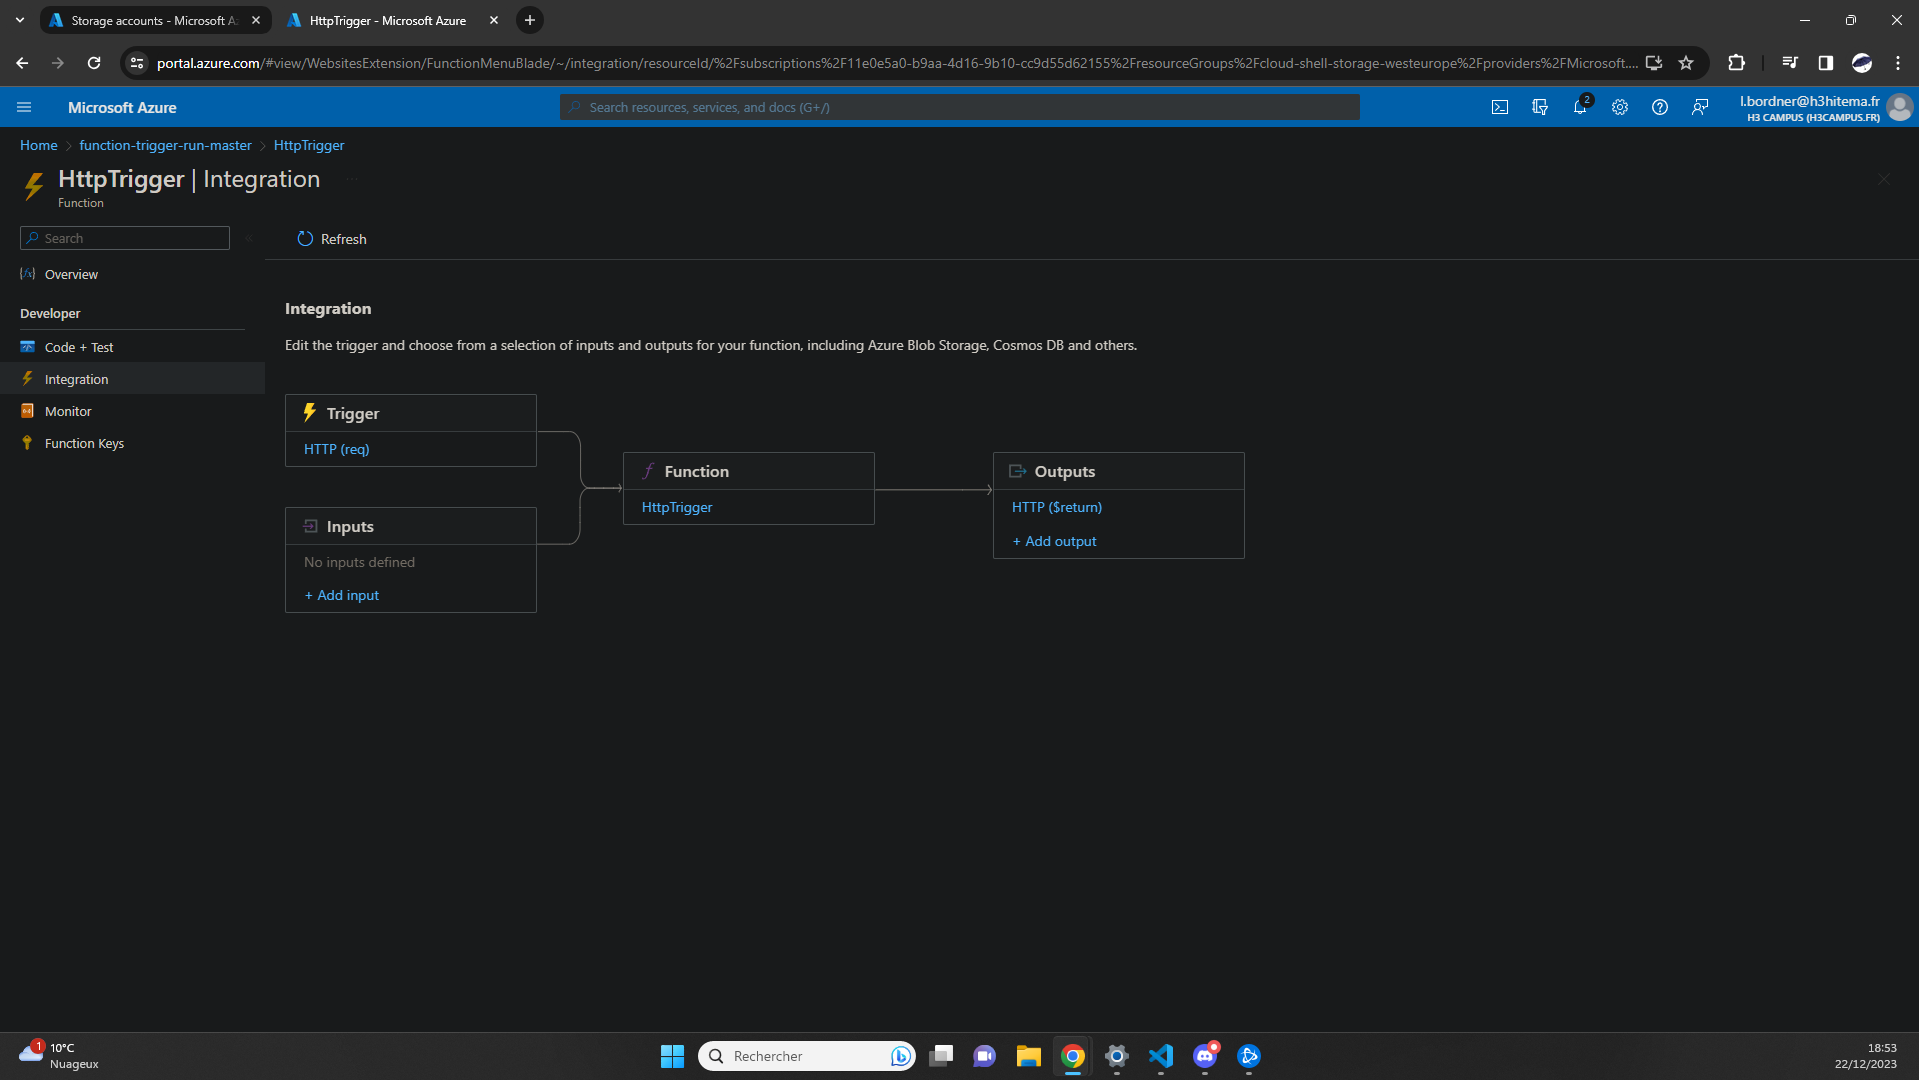 Storage accounts - Microsoft A
HttpTrigger - Microsoft Azure
portal.azure.com/#view/WebsitesExtension/FunctionMenuBlade/~/integration/resourceId/%2Fsubscriptions%2F11e0e5a0-b9aa-4d16-9b10-cc9d55d62155%2FresourceGroups%2Fcloud-shell-storage-westeurope%2Fproviders%2FMicrosoft....
Microsoft Azure
Search resources, services, and docs (G+/)
2
l.bordner@h3hitema.fr
H3 CAMPUS (H3CAMPUS.FR)
Home > function-trigger-run-master > HttpTrigger
HttpTrigger | Integration
Function
Search
Refresh
Overview
Developer
Code + Test
Integration
Monitor
Function Keys
Integration
Edit the trigger and choose from a selection of inputs and outputs for your function, including Azure Blob Storage, Cosmos DB and others.
Trigger
HTTP (req)
Inputs
No inputs defined
+ Add input
Function
HttpTrigger
Outputs
HTTP ($return)
+ Add output
1
10°C
Nuageux
Rechercher
18:53
22/12/2023